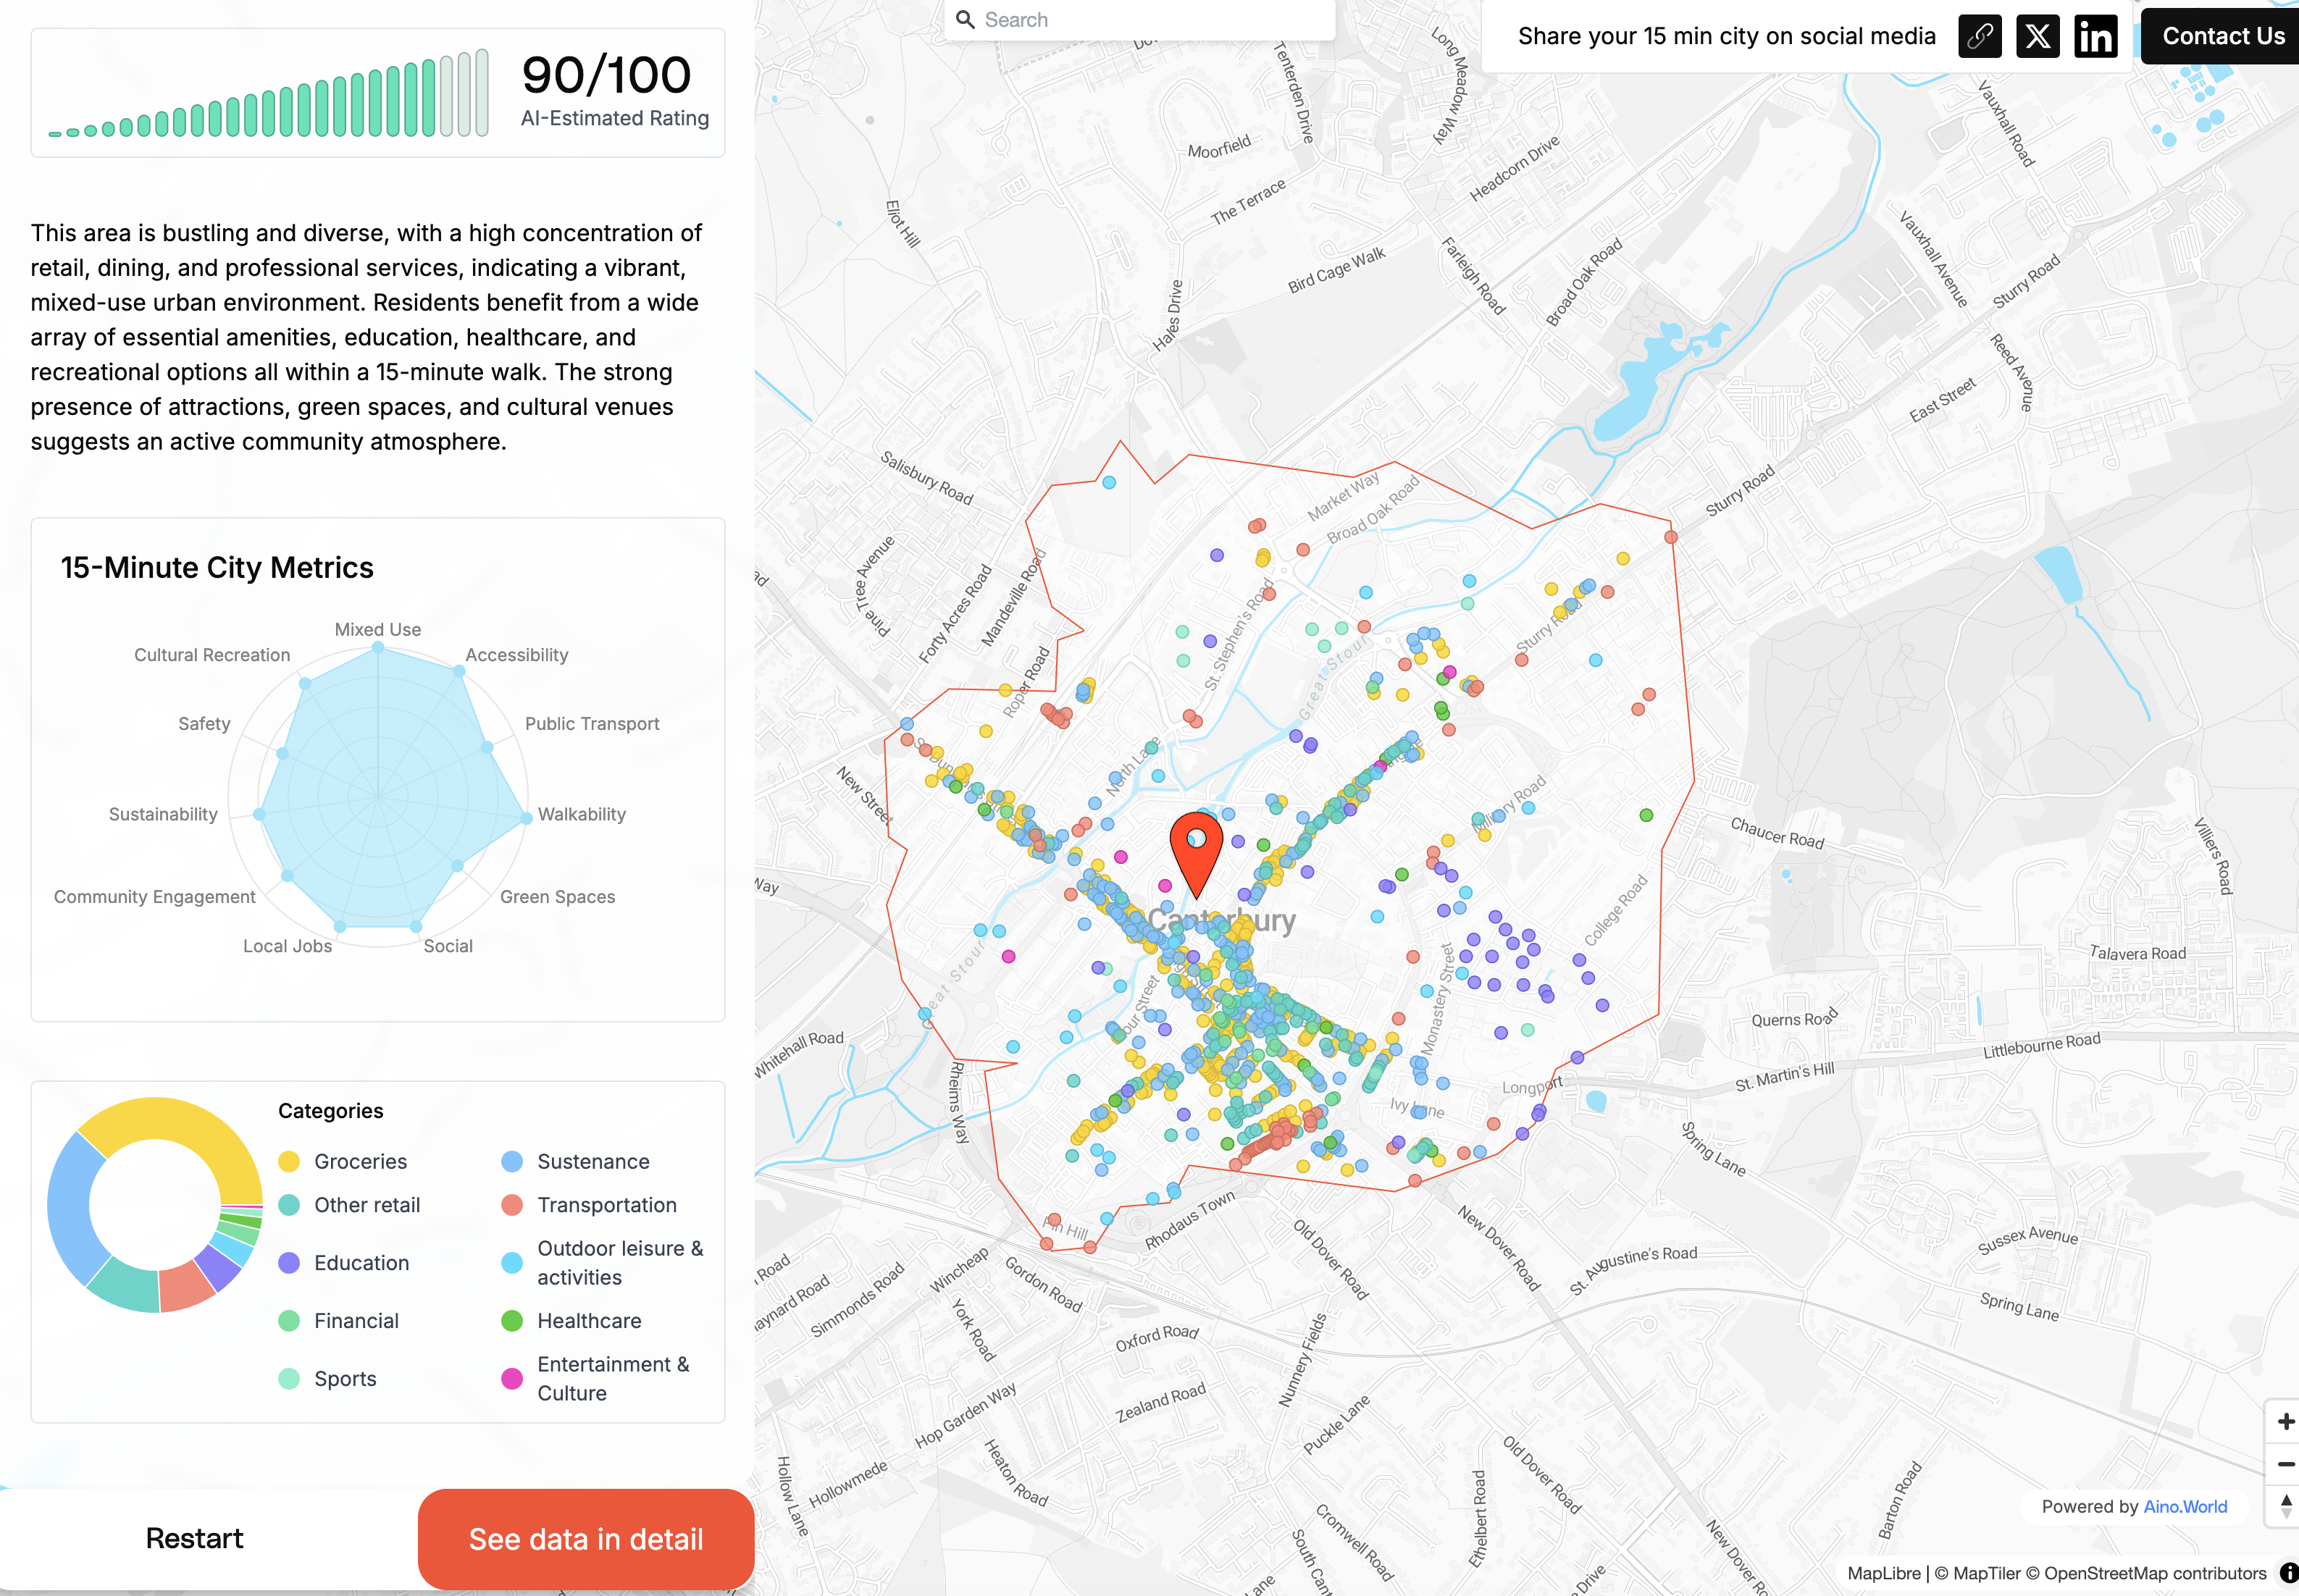 90/100
AI-Estimated Rating
This area is bustling and diverse, with a high concentration of
retail, dining, and professional services, indicating a vibrant,
mixed-use urban environment. Residents benefit from a wide
array of essential amenities, education, healthcare, and
recreational options all within a 15-minute walk. The strong
presence of attractions, green spaces, and cultural venues
suggests an active community atmosphere.
15-Minute City Metrics
Mixed Use
Cultural Recreation
Accessibility
Safety
Public Transport
Sustainability
Walkability
Community Engagement
Green Spaces
Local Jobs
Social
Categories
Groceries
Sustenance
Other retail
Transportation
Education
Outdoor leisure &
activities
Financial
Healthcare
Sports
Entertainment &
Culture
Restart
See data in detail
Search
Share your 15 min city on social media
in
Contact Us
Tenterden Drive
Long Meadow Way
Moorfield
Headcorn Drive
The Terrace
Vauxhall Road
Eliot Hill
Bird Cage Walk
Farleigh Road
Broad Oak Road
Vauxhall Avenue
Sturry Road
Hales Drive
Reed Avenue
East Street
Salisbury Road
Market Way
Broad Oak Road
Sturry Road
Pine Tree Avenue
Forty Acres Road
Mandeville Road
St. Stephen's Road
Sturry Road
Roper Road
Great Stour
North Lane
New Street
Military Road
Chaucer Road
Villiers Road
Way
Canterbury
College Road
Great Stour
Monastery Street
Talavera Road
Querns Road
Littlebourne Road
Whitehall Road
Rheims Way
Longport
St. Martin's Hill
Ivy Lane
Spring Lane
Pin Hill
Rhodaus Town
Old Dover Road
New Dover Road
St. Augustine's Road
Sussex Avenue
Spring Lane
Road
Simmonds Road
Wincheap
Gordon Road
York Road
Oxford Road
Nunnery Fields
Zealand Road
Hop Garden Way
Puckle Lane
Heaton Road
Hollowmede
Hollow Lane
Old Dover Road
Ethelbert Road
Cromwell Road
Barton Road
New Dover
Lane
Drive
+
−
Powered by Aino.World
MapLibre | © MapTiler © OpenStreetMap contributors